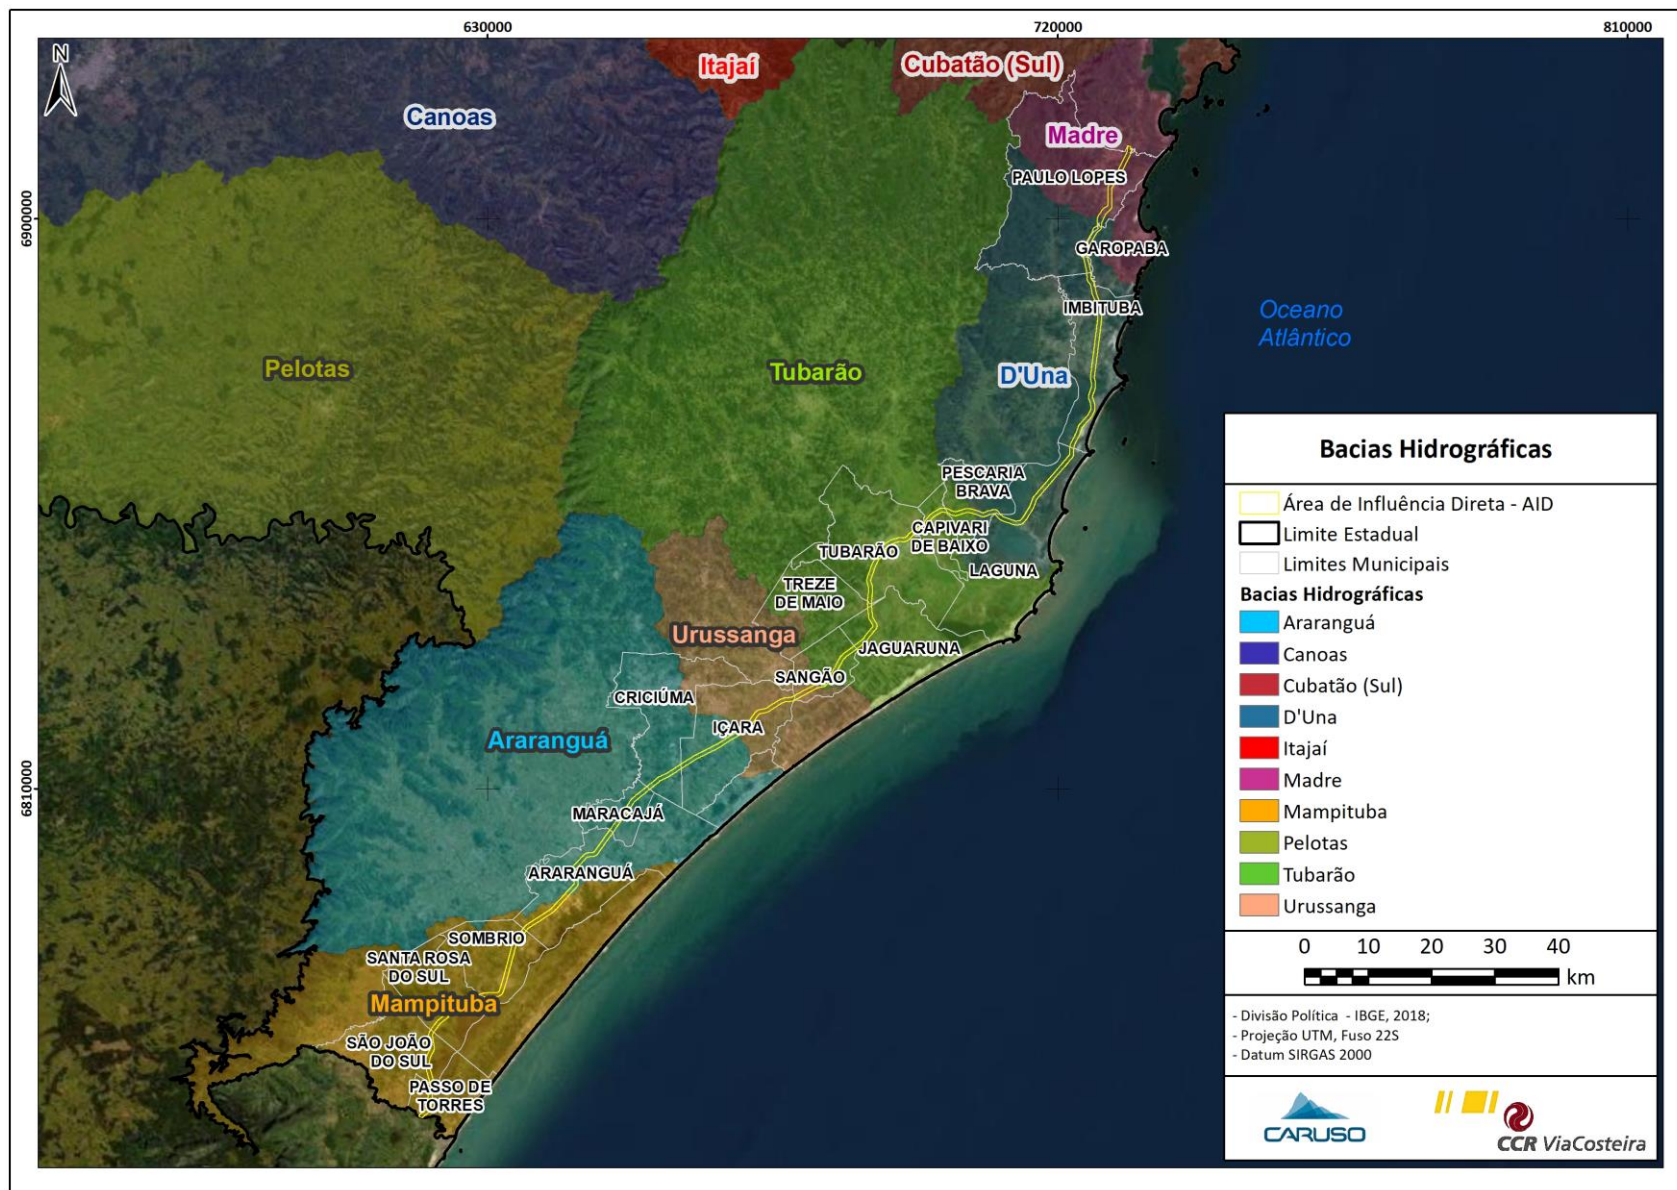 630000
720000
810000
N
Itajaí
Cubatão (Sul)
Canoas
Madre
PAULO LOPES
6900000
GAROPABA
IMBITUBA
Oceano
Atlântico
Pelotas
Tubarão
D'Una
PESCARIA
BRAVA
CAPIVARI
DE BAIXO
TUBARÃO
LAGUNA
TREZE
DE MAIO
Urussanga
JAGUARUNA
SANGÃO
CRICIÚMA
IÇARA
Araranguá
6810000
MARACAJÁ
ARARANGUÁ
SOMBRIO
SANTA ROSA
DO SUL
Mampituba
SÃO JOÃO
DO SUL
PASSO DE
TORRES
Bacias Hidrográficas
Área de Influência Direta - AID
Limite Estadual
Limites Municipais
Bacias Hidrográficas
Araranguá
Canoas
Cubatão (Sul)
D'Una
Itajaí
Madre
Mampituba
Pelotas
Tubarão
Urussanga
0 10 20 30 40
km
- Divisão Política - IBGE, 2018;
- Projeção UTM, Fuso 22S
- Datum SIRGAS 2000
CARUSO
CCR ViaCosteira